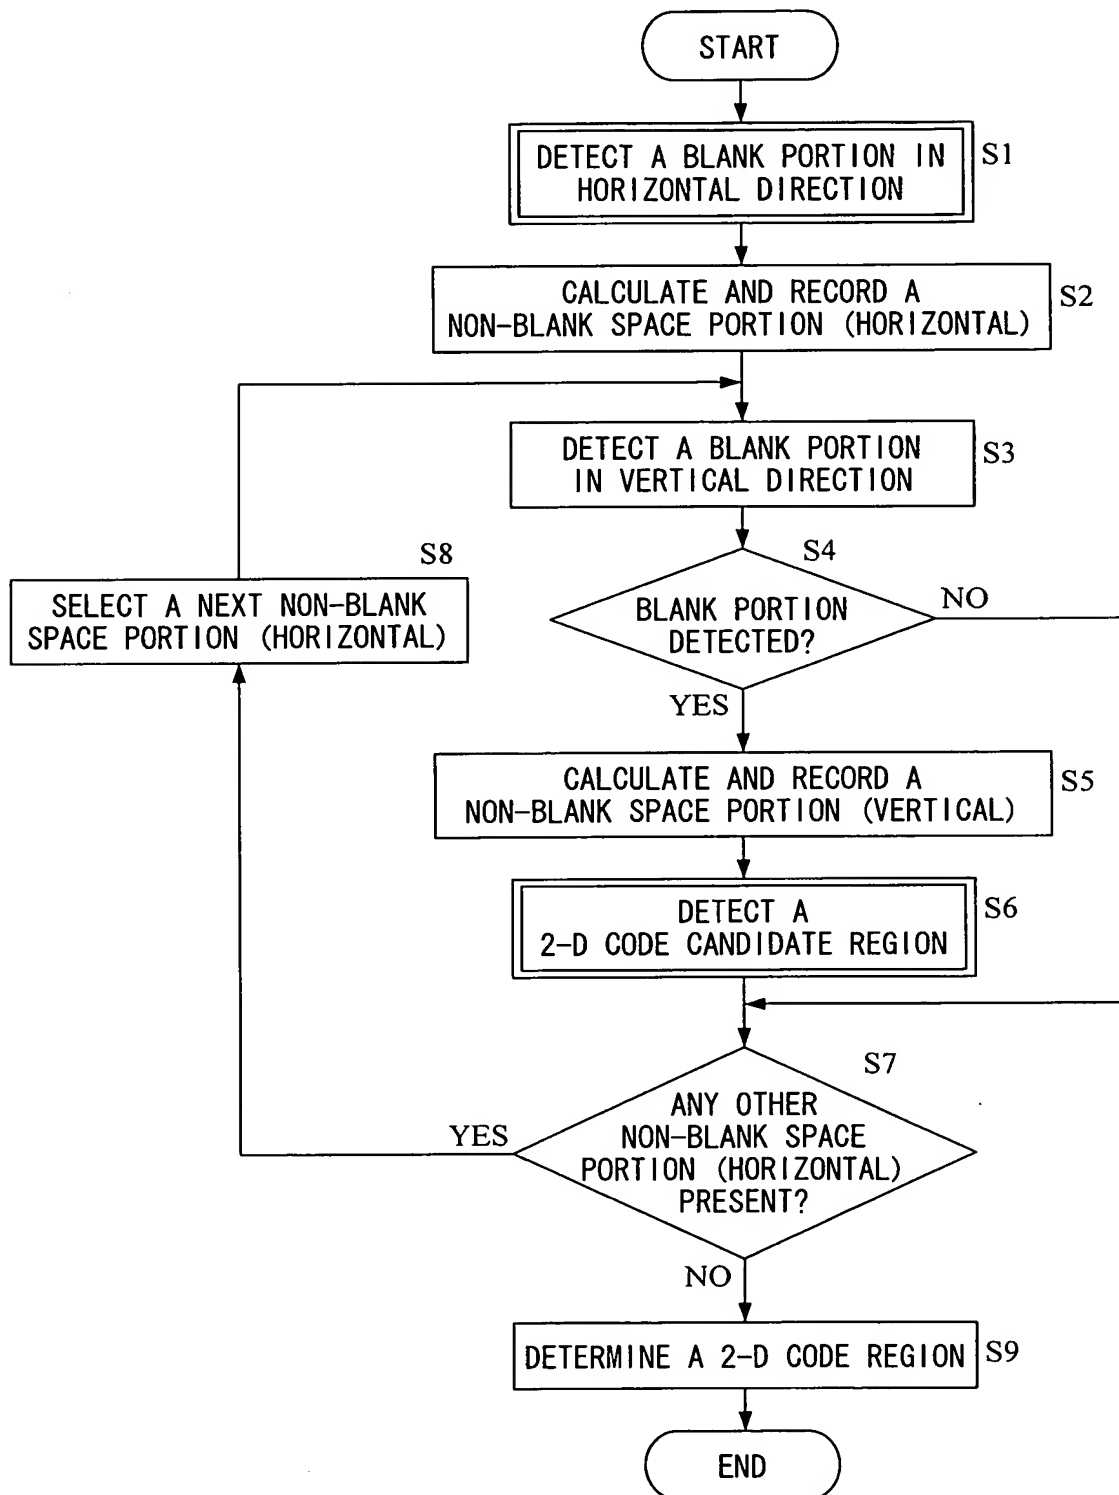 START
DETECT A BLANK PORTION IN
HORIZONTAL DIRECTION
S1
CALCULATE AND RECORD A
NON-BLANK SPACE PORTION (HORIZONTAL)
S2
DETECT A BLANK PORTION
IN VERTICAL DIRECTION
S3
S4
BLANK PORTION
DETECTED?
NO
YES
S8
SELECT A NEXT NON-BLANK
SPACE PORTION (HORIZONTAL)
CALCULATE AND RECORD A
NON-BLANK SPACE PORTION (VERTICAL)
S5
DETECT A
2-D CODE CANDIDATE REGION
S6
S7
ANY OTHER
NON-BLANK SPACE
PORTION (HORIZONTAL)
PRESENT?
YES
NO
DETERMINE A 2-D CODE REGION
S9
END